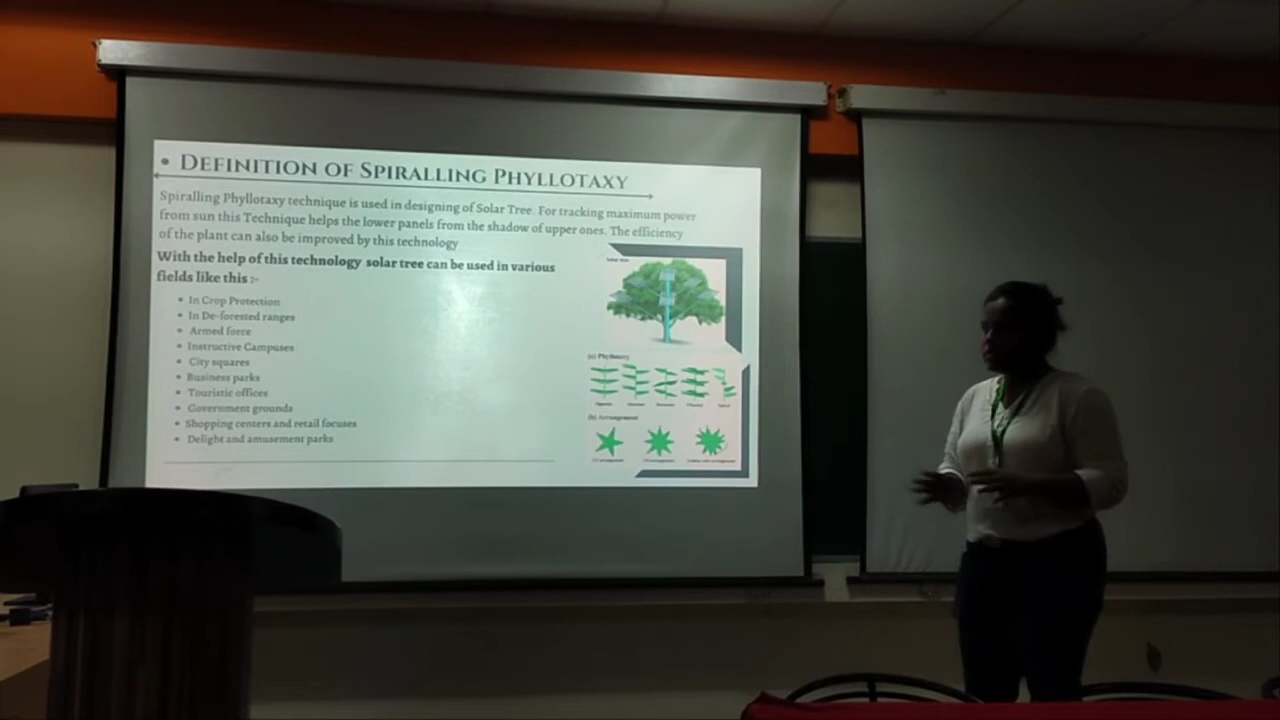 • DEFINITION OF SPIRALLING PHYLLOTAXY
Spiralling Phyllotaxy technique is used in designing of Solar Tree. For tracking maximum power
from sun this Technique helps the lower panels from the shadow of upper ones. The efficiency
of the plant can also be improved by this technology
With the help of this technology solar tree can be used in various
fields like this :-
• In Crop Protection
• In De-forested ranges
• Armed force
• Instructive Campuses
• City squares
• Business parks
• Touristic offices
• Government grounds
• Shopping centers and retail focuses
• Delight and amusement parks
Solar tree
(a) Phyllotaxy
(b) Arrangement